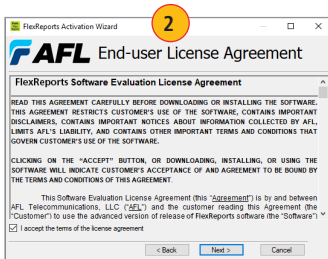 FlexReports Activation Wizard
2
AFL End-user License Agreement
FlexReports Software Evaluation License Agreement
READ THIS AGREEMENT CAREFULLY BEFORE DOWNLOADING OR INSTALLING THE SOFTWARE.
THIS AGREEMENT RESTRICTS CUSTOMER'S USE OF THE SOFTWARE, CONTAINS IMPORTANT
DISCLAIMERS, CONTAINS IMPORTANT NOTICES ABOUT INFORMATION COLLECTED BY AFL,
LIMITS AFL'S LIABILITY, AND CONTAINS OTHER IMPORTANT TERMS AND CONDITIONS THAT
GOVERN CUSTOMER'S USE OF THE SOFTWARE.
CLICKING ON THE "ACCEPT" BUTTON, OR DOWNLOADING, INSTALLING, OR USING THE
SOFTWARE WILL INDICATE CUSTOMER'S ACCEPTANCE OF AND AGREEMENT TO BE BOUND BY
THE TERMS AND CONDITIONS OF THIS AGREEMENT.
This Software Evaluation License Agreement (this "Agreement") is by and between
AFL Telecommunications, LLC ("AFL") and the customer reading this Agreement (the
"Customer") to use the advanced version of release of FlexReports software (the "Software")
I accept the terms of the license agreement
< Back
Next >
Cancel